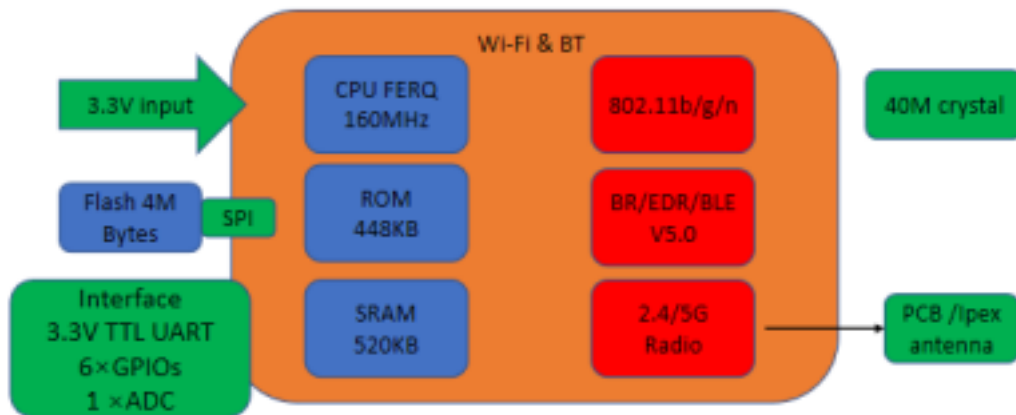 Wi-Fi & BT
3.3V input
CPU FERQ
160MHz
802.11b/g/n
40M crystal
Flash 4M
Bytes
SPI
ROM
448KB
BR/EDR/BLE
V5.0
Interface
3.3V TTL UART
6×GPIOs
1 ×ADC
SRAM
520KB
2.4/5G
Radio
PCB /Ipex
antenna